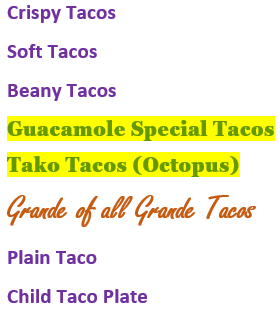 Crispy Tacos
Soft Tacos
Beany Tacos
Guacamole Special Tacos
Tako Tacos (Octopus)
Grande of all Grande Tacos
Plain Taco
Child Taco Plate